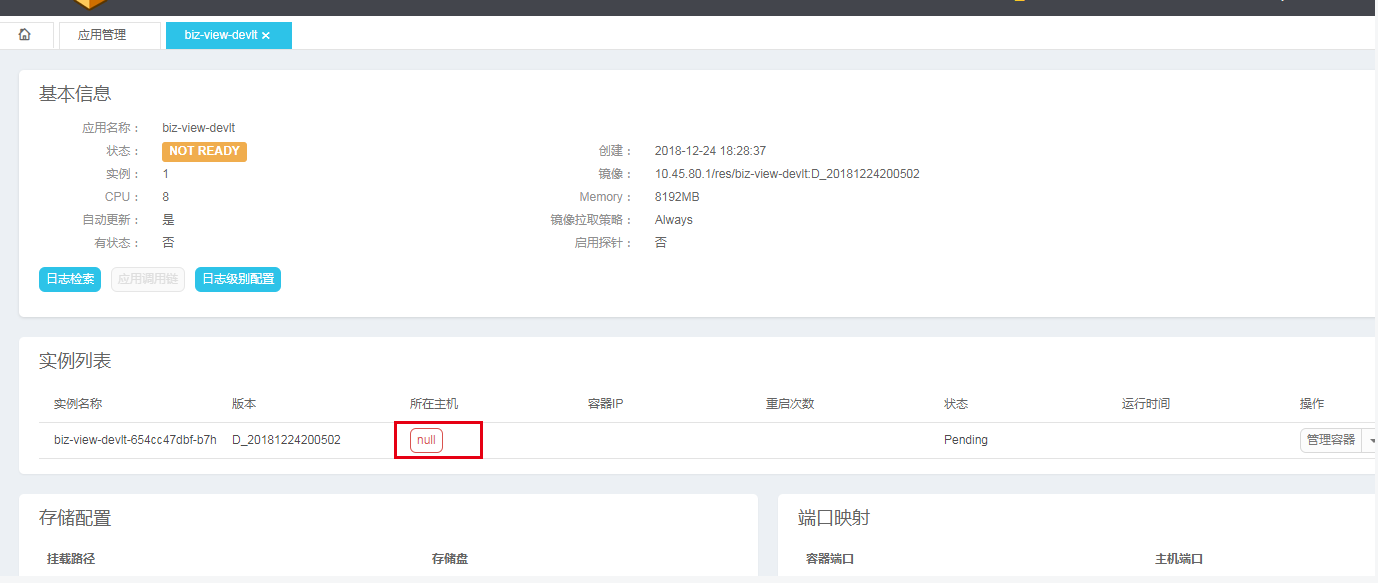 应用管理
biz-view-devlt ×
基本信息
应用名称： biz-view-devlt
状态： NOT READY 创建： 2018-12-24 18:28:37
实例： 1 镜像： 10.45.80.1/res/biz-view-devlt:D_20181224200502
CPU： 8 Memory： 8192MB
自动更新： 是 镜像拉取策略： Always
有状态： 否 启用探针： 否
日志检索 应用调用链 日志级别配置
实例列表
实例名称 版本 所在主机 容器IP 重启次数 状态 运行时间 操作
biz-view-devlt-654cc47dbf-b7h D_20181224200502 null Pending 管理容器
存储配置
挂载路径 存储盘
端口映射
容器端口 主机端口